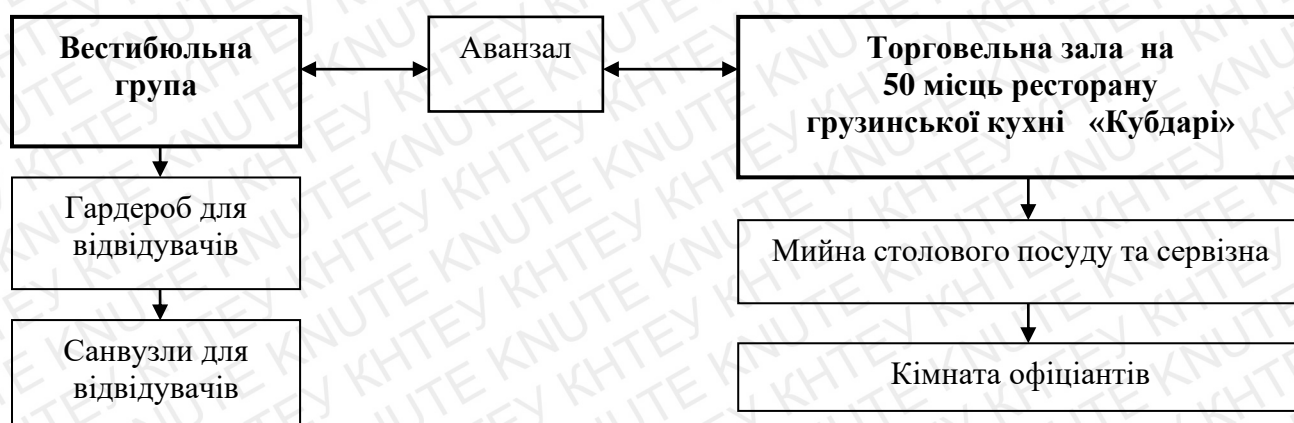 Вестибюльна
група
Аванзал
Торговельна зала на
50 місць ресторану
грузинської кухні «Кубдарі»
Гардероб для
відвідувачів
Мийна столового посуду та сервізна
Санвузли для
відвідувачів
Кімната офіціантів